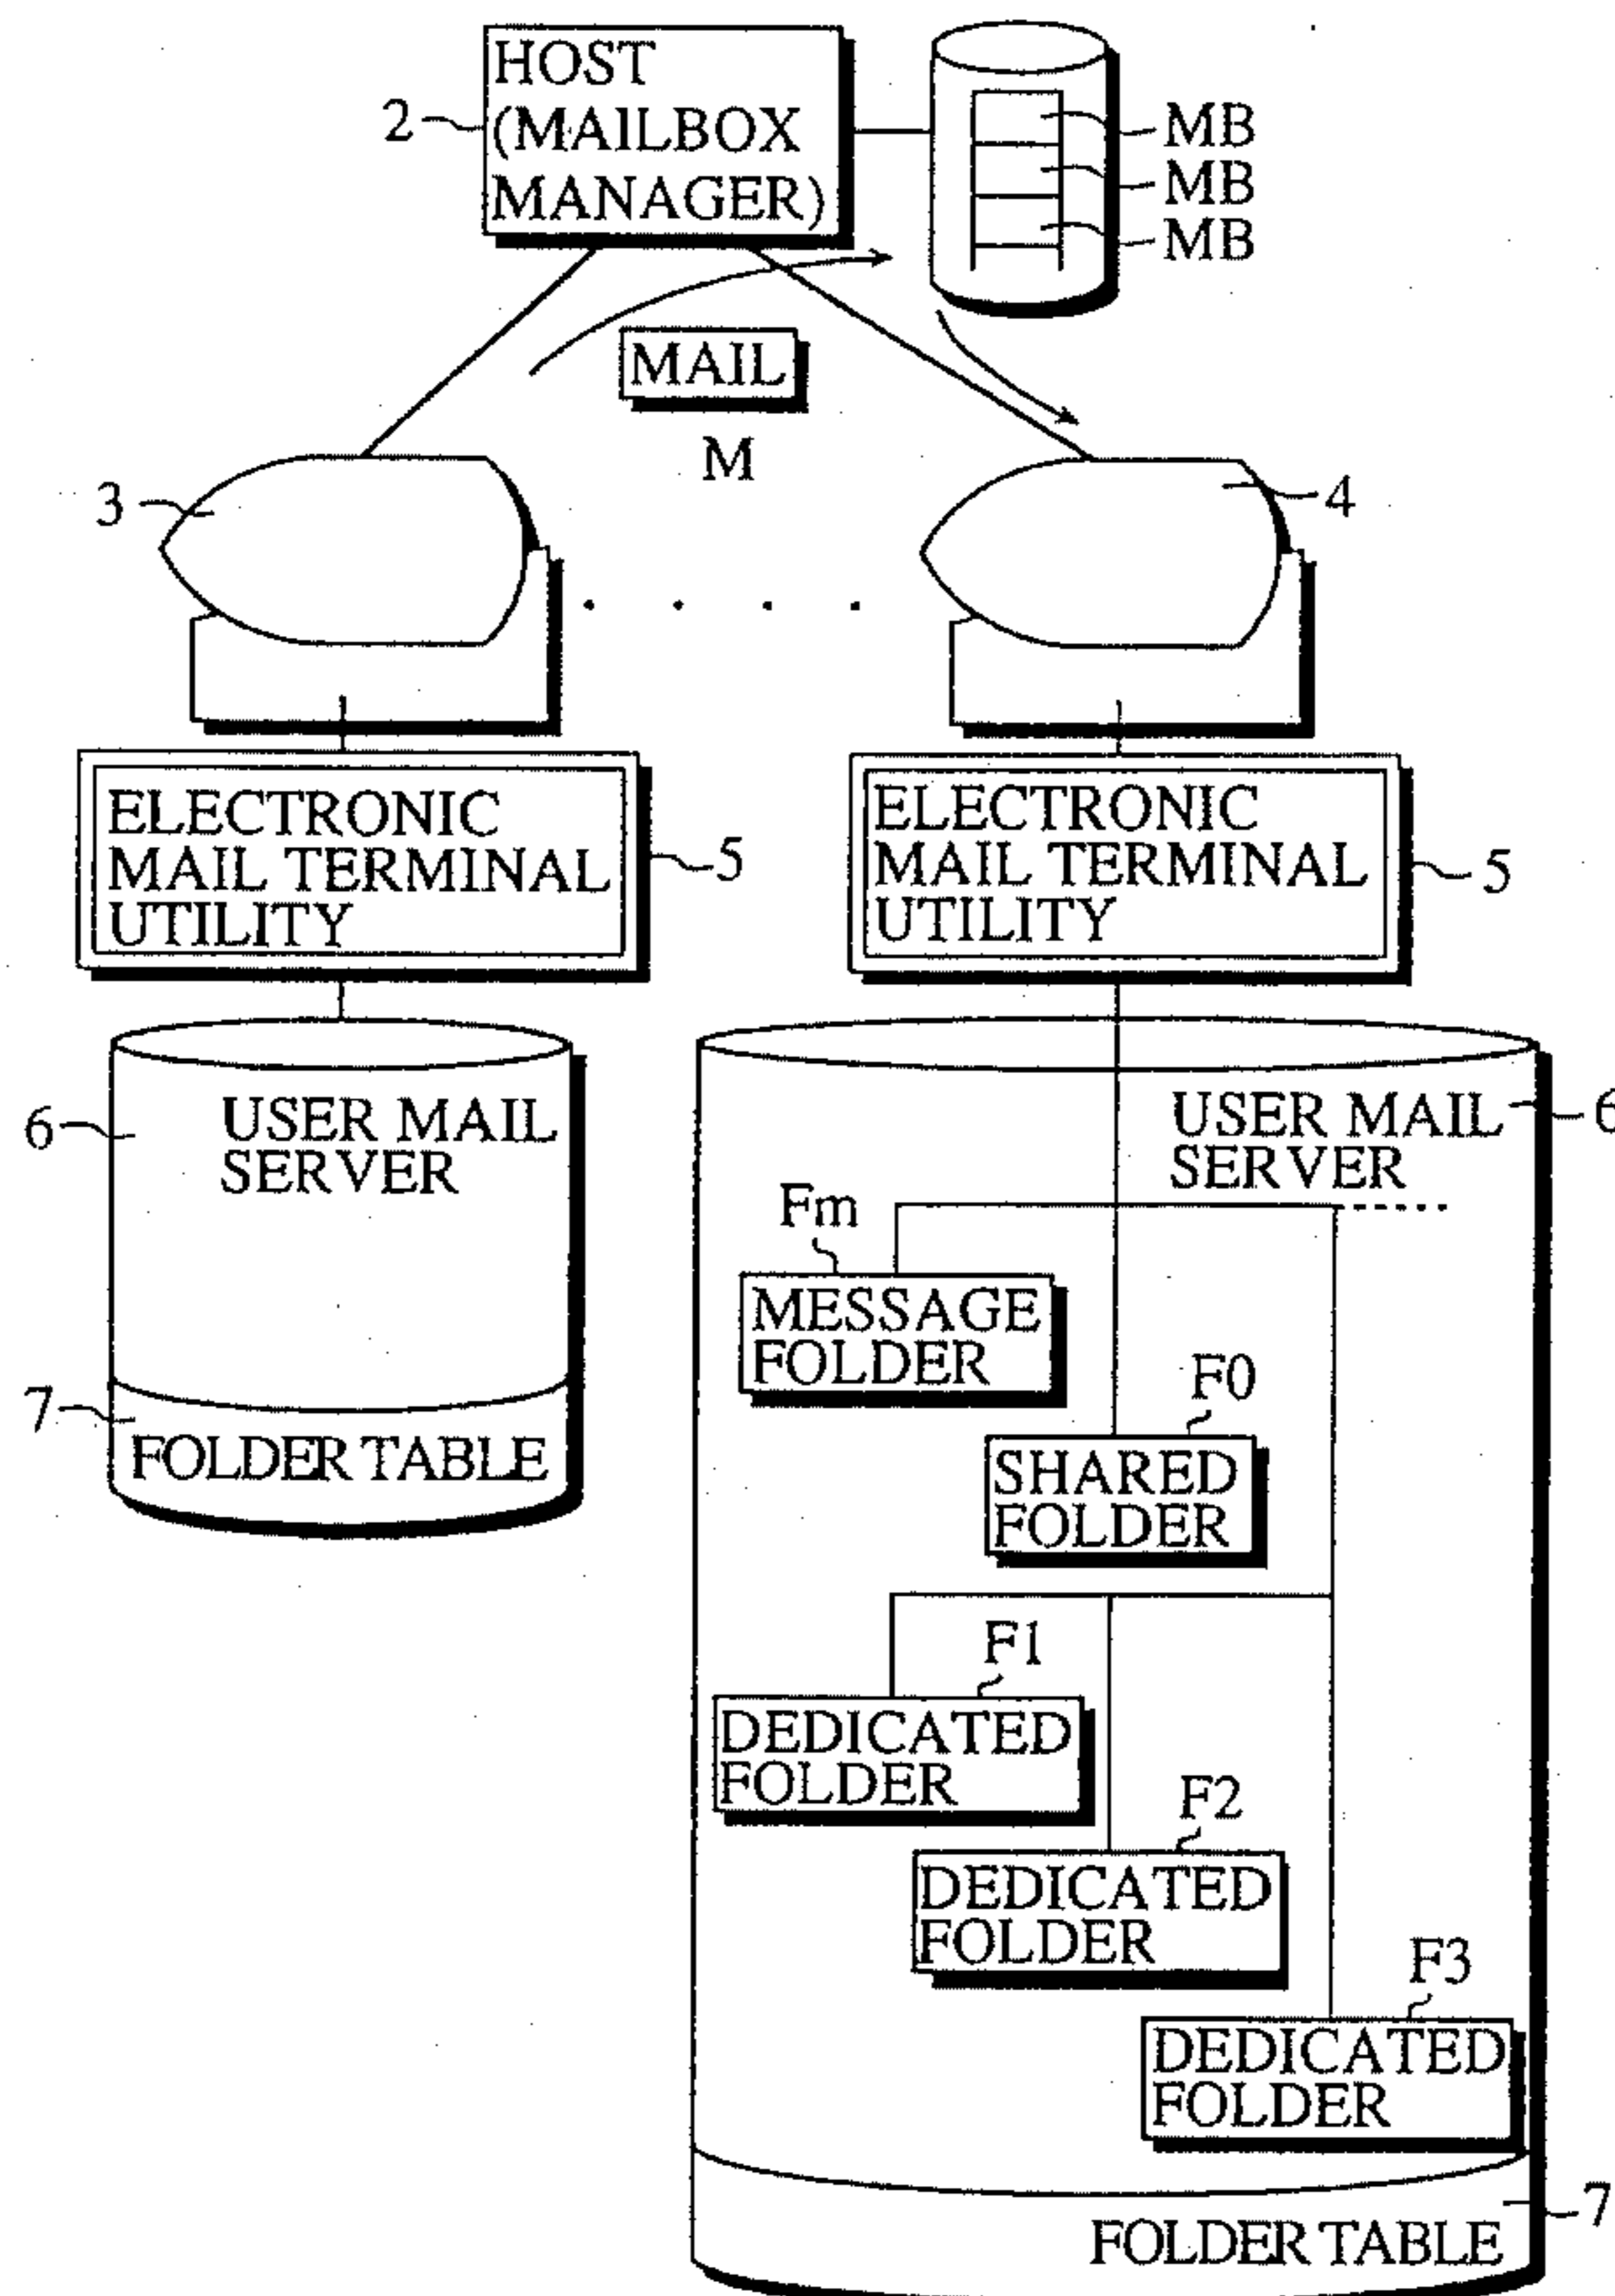 HOST
(MAILBOX
MANAGER)
2
MB
MB
MB
MAIL
M
3
4
ELECTRONIC
MAIL TERMINAL
UTILITY
5
ELECTRONIC
MAIL TERMINAL
UTILITY
5
6
USER MAIL
SERVER
7
FOLDER TABLE
USER MAIL
SERVER
6
Fm
MESSAGE
FOLDER
F0
SHARED
FOLDER
F1
DEDICATED
FOLDER
F2
DEDICATED
FOLDER
F3
DEDICATED
FOLDER
7
FOLDER TABLE